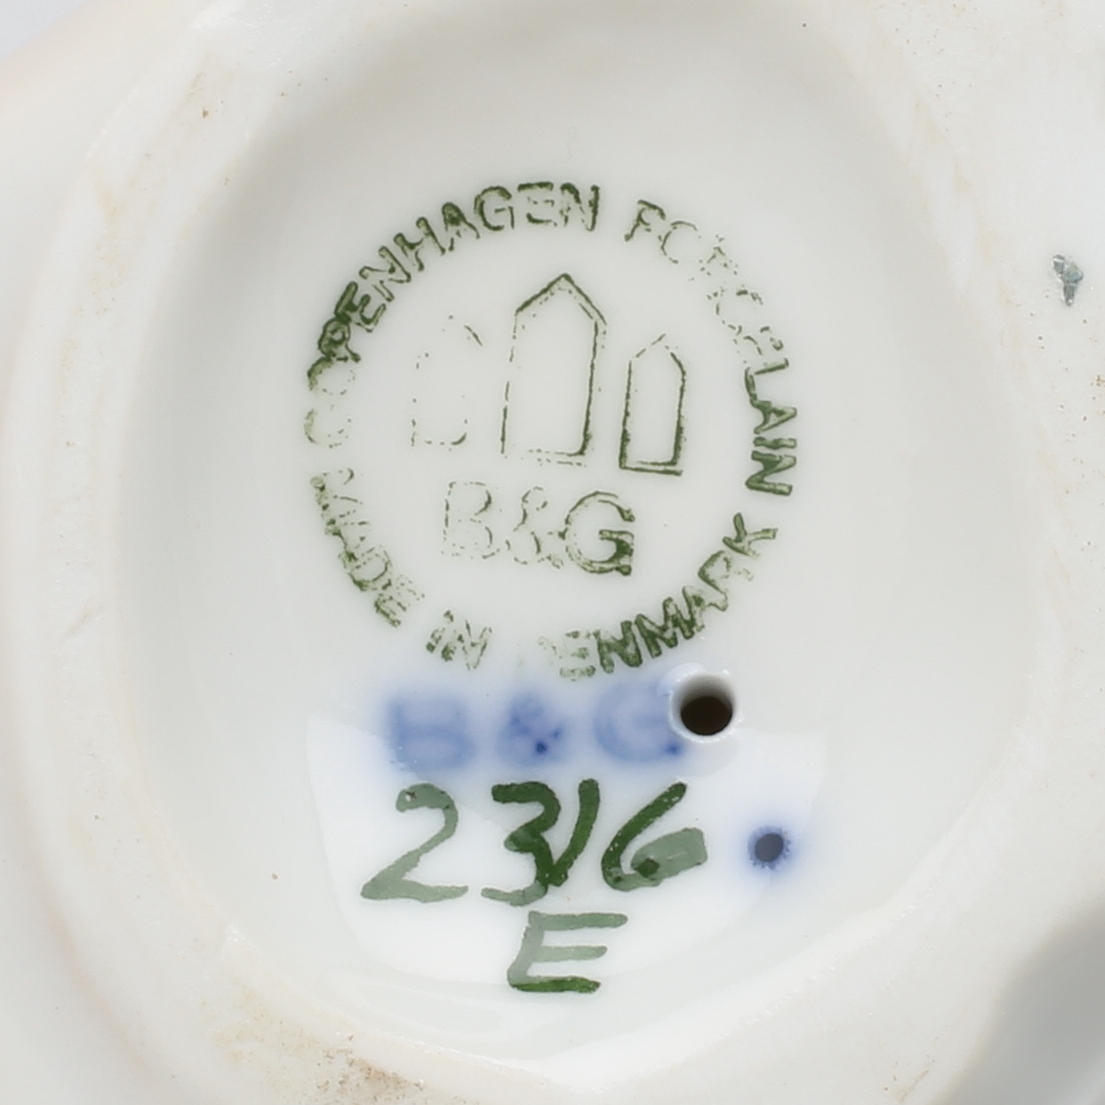 COPENHAGEN PORCELAIN
MADE IN DENMARK
B&G
B&G
2316
E